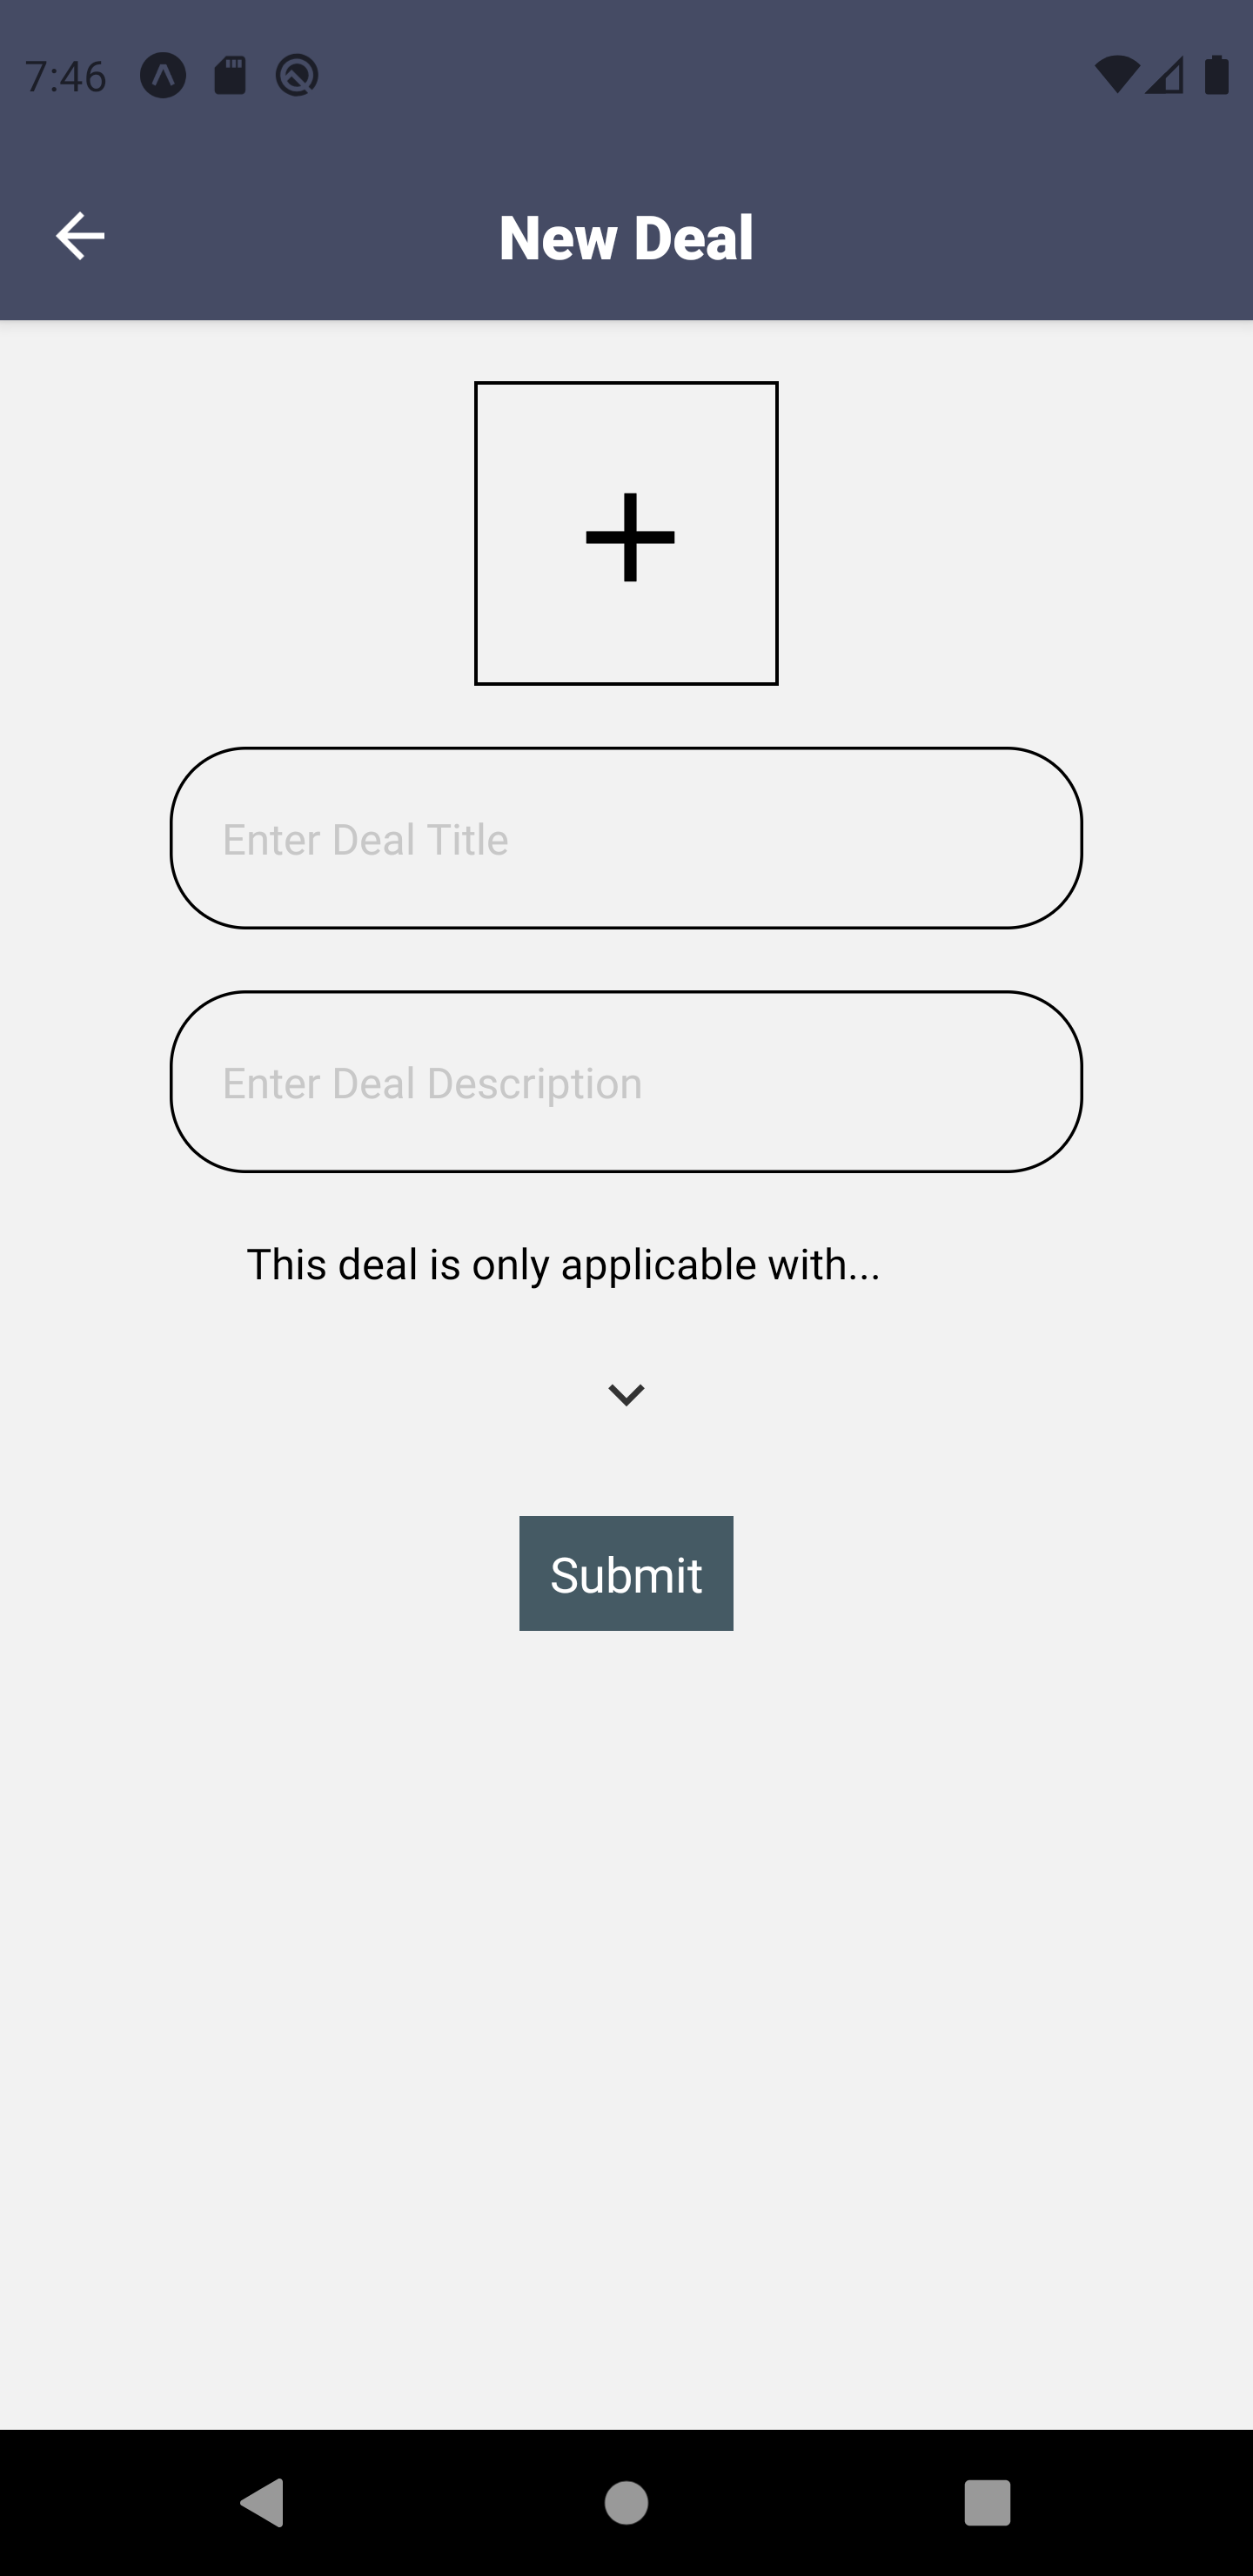 7:46
New Deal
Enter Deal Title
Enter Deal Description
This deal is only applicable with...
Submit